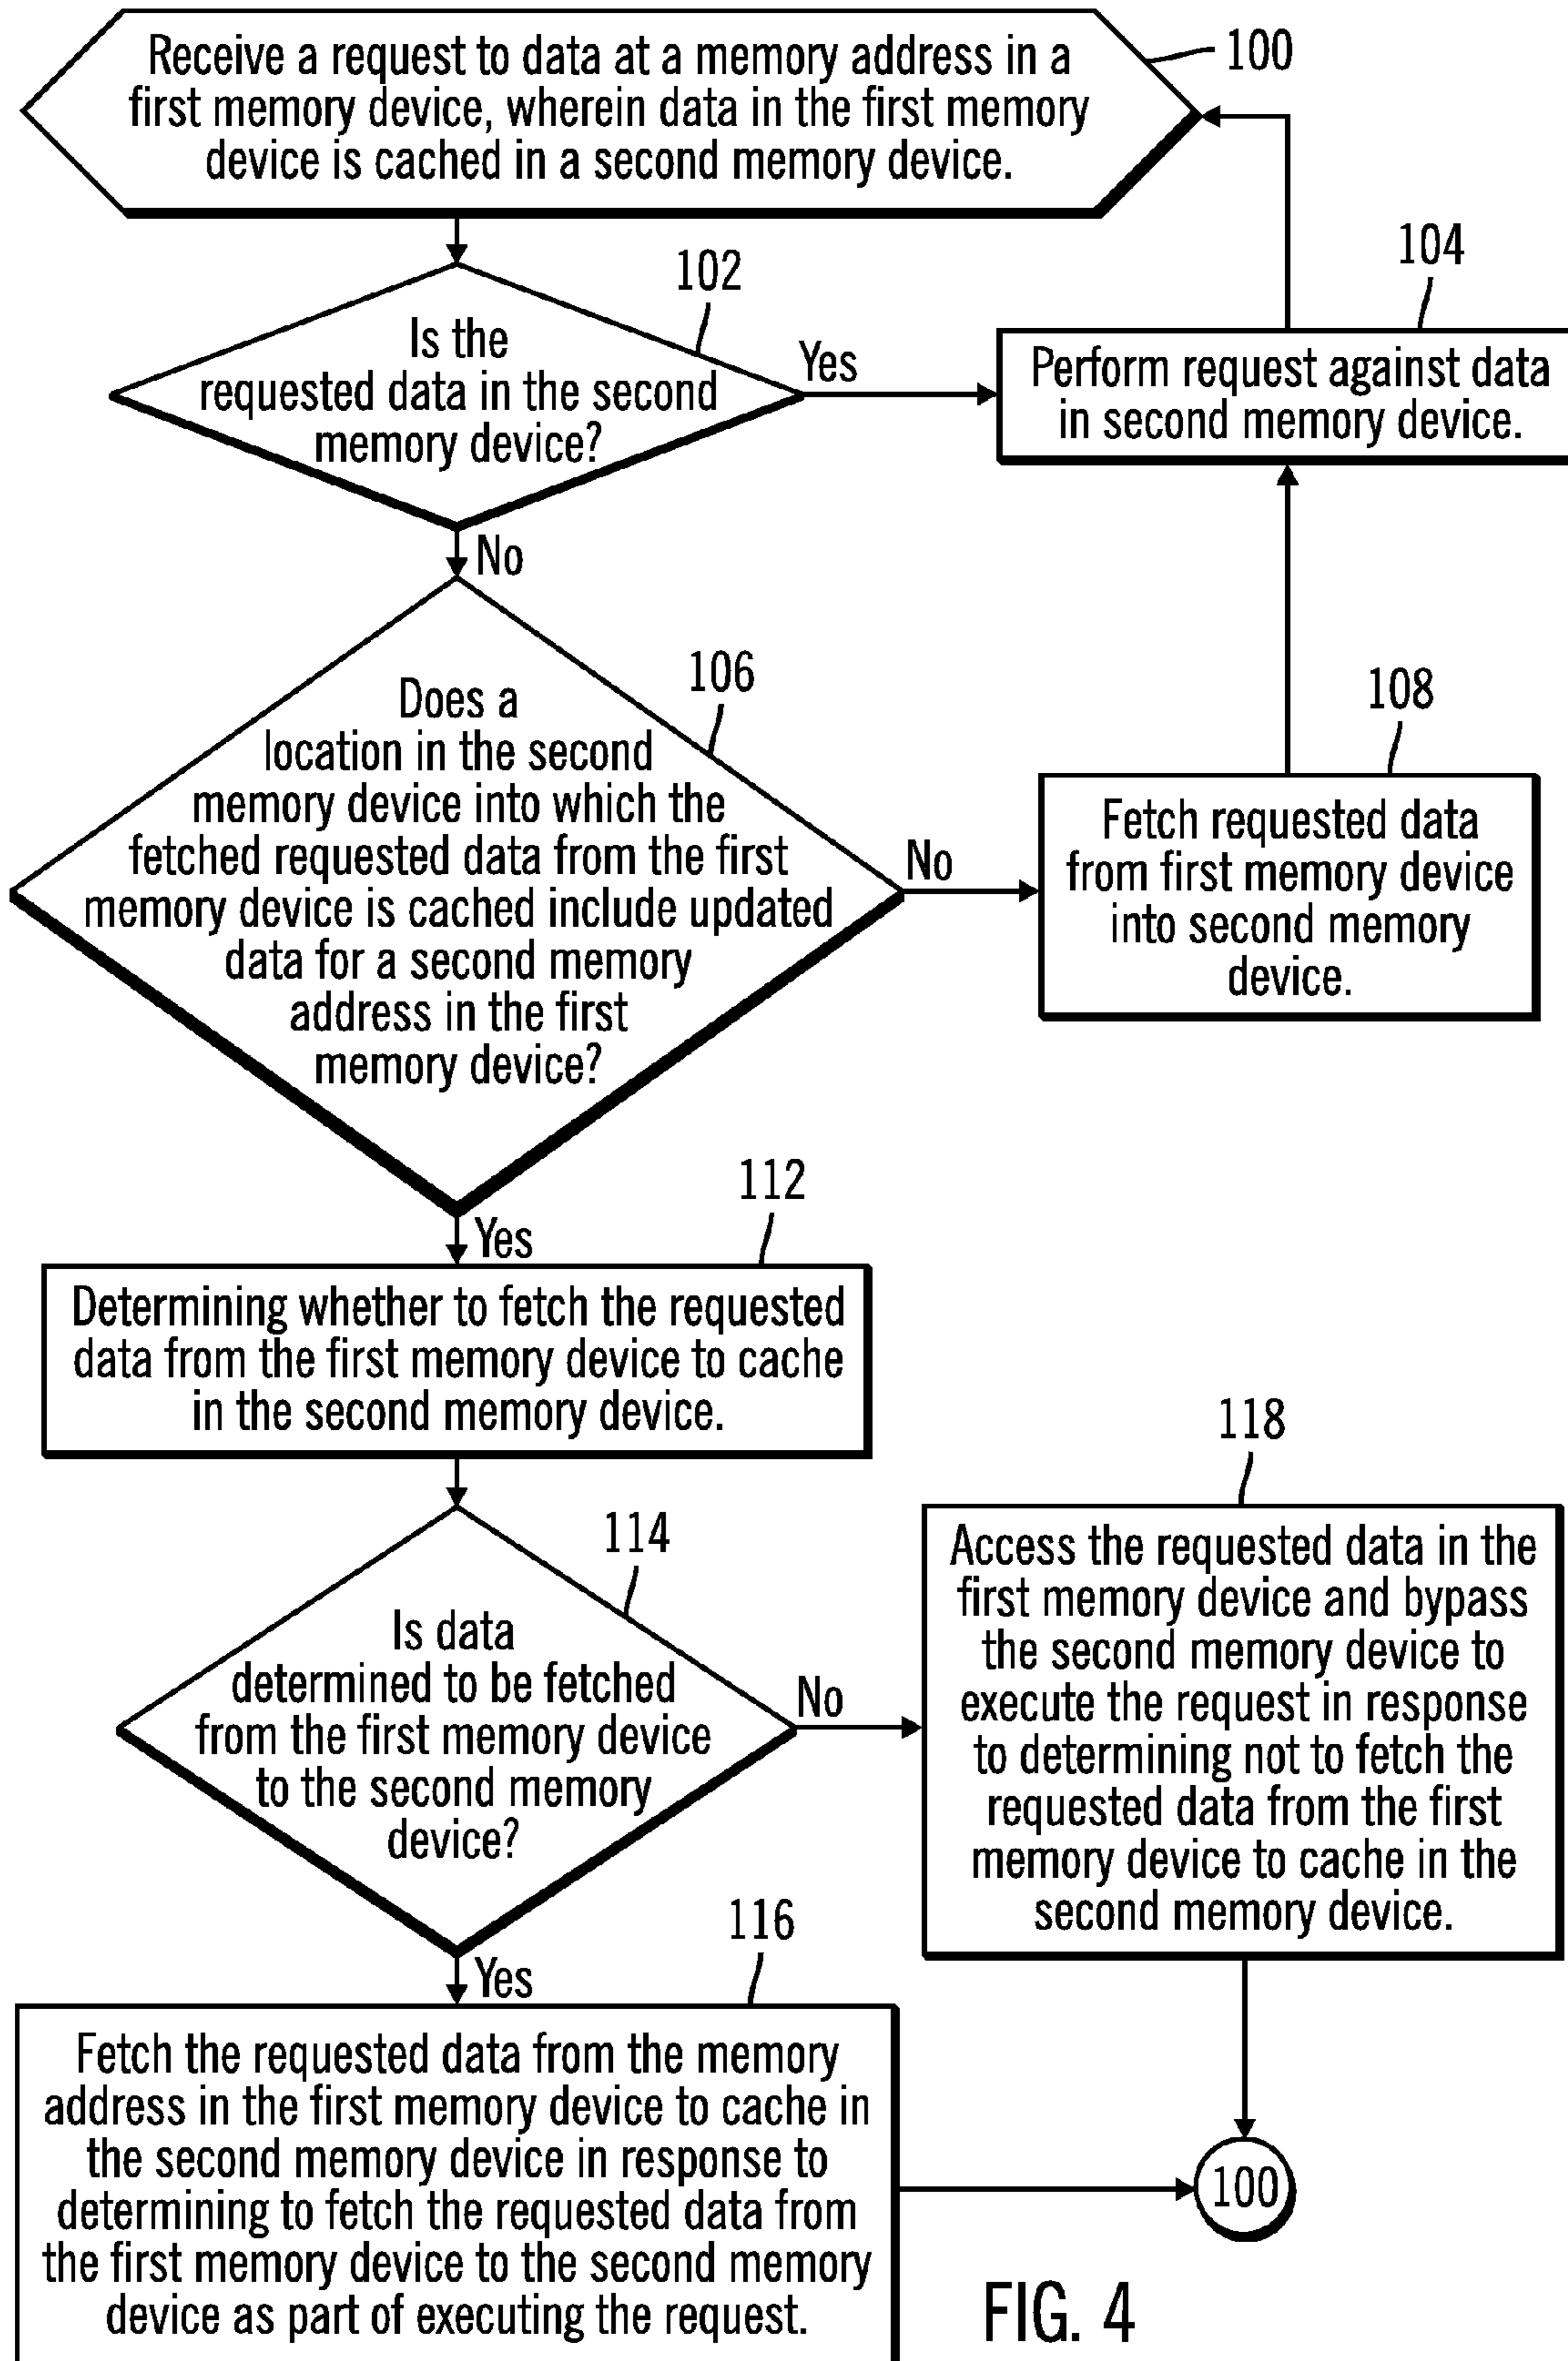 Receive a request to data at a memory address in a
first memory device, wherein data in the first memory
device is cached in a second memory device.
100
102
Is the
requested data in the second
memory device?
Yes
104
Perform request against data
in second memory device.
No
106
Does a
location in the second
memory device into which the
fetched requested data from the first
memory device is cached include updated
data for a second memory
address in the first
memory device?
No
108
Fetch requested data
from first memory device
into second memory
device.
Yes
112
Determining whether to fetch the requested
data from the first memory device to cache
in the second memory device.
114
Is data
determined to be fetched
from the first memory device
to the second memory
device?
No
118
Access the requested data in the
first memory device and bypass
the second memory device to
execute the request in response
to determining not to fetch the
requested data from the first
memory device to cache in the
second memory device.
Yes
116
Fetch the requested data from the memory
address in the first memory device to cache in
the second memory device in response to
determining to fetch the requested data from
the first memory device to the second memory
device as part of executing the request.
100
FIG. 4